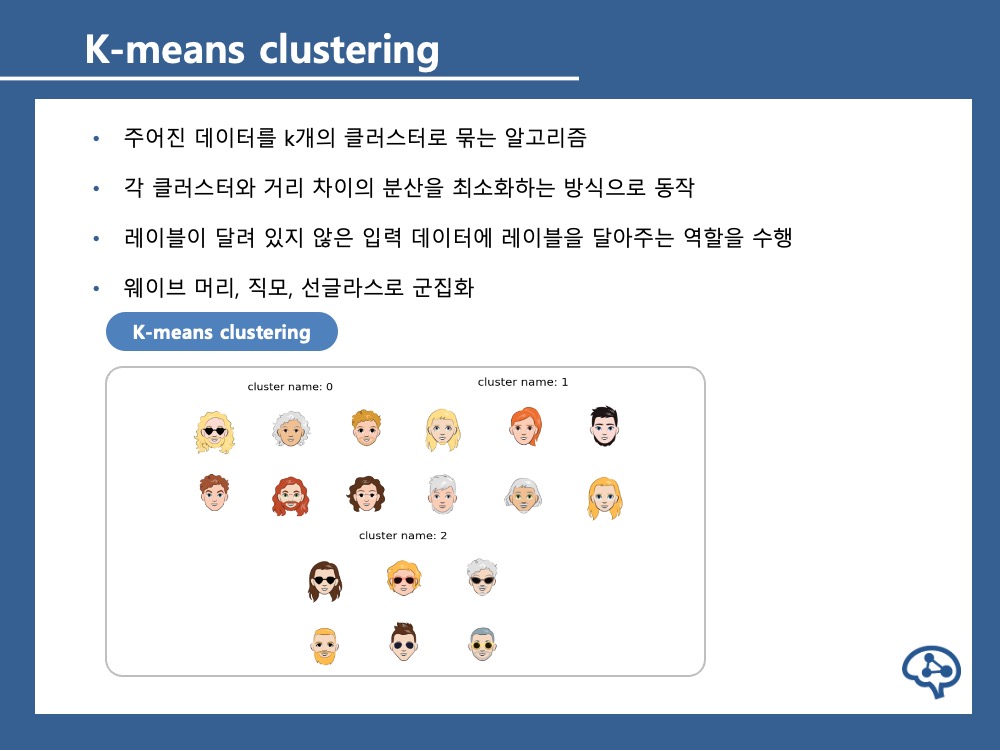 K-means clustering
• 주어진 데이터를 k개의 클러스터로 묶는 알고리즘
• 각 클러스터와 거리 차이의 분산을 최소화하는 방식으로 동작
• 레이블이 달려 있지 않은 입력 데이터에 레이블을 달아주는 역할을 수행
• 웨이브 머리, 직모, 선글라스로 군집화
K-means clustering
cluster name: 0
cluster name: 1
cluster name: 2